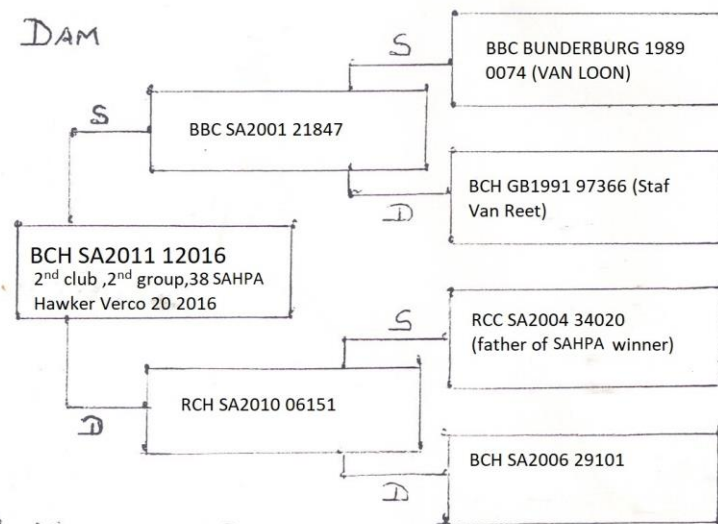 DAM
S
BBC BUNDERBURG 1989
0074 (VAN LOON)
BBC SA2001 21847
S
D
BCH GB1991 97366 (Staf
Van Reet)
BCH SA2011 12016
2nd club ,2nd group,38 SAHPA
Hawker Verco 20 2016
S
RCC SA2004 34020
(father of SAHPA winner)
RCH SA2010 06151
D
D
BCH SA2006 29101